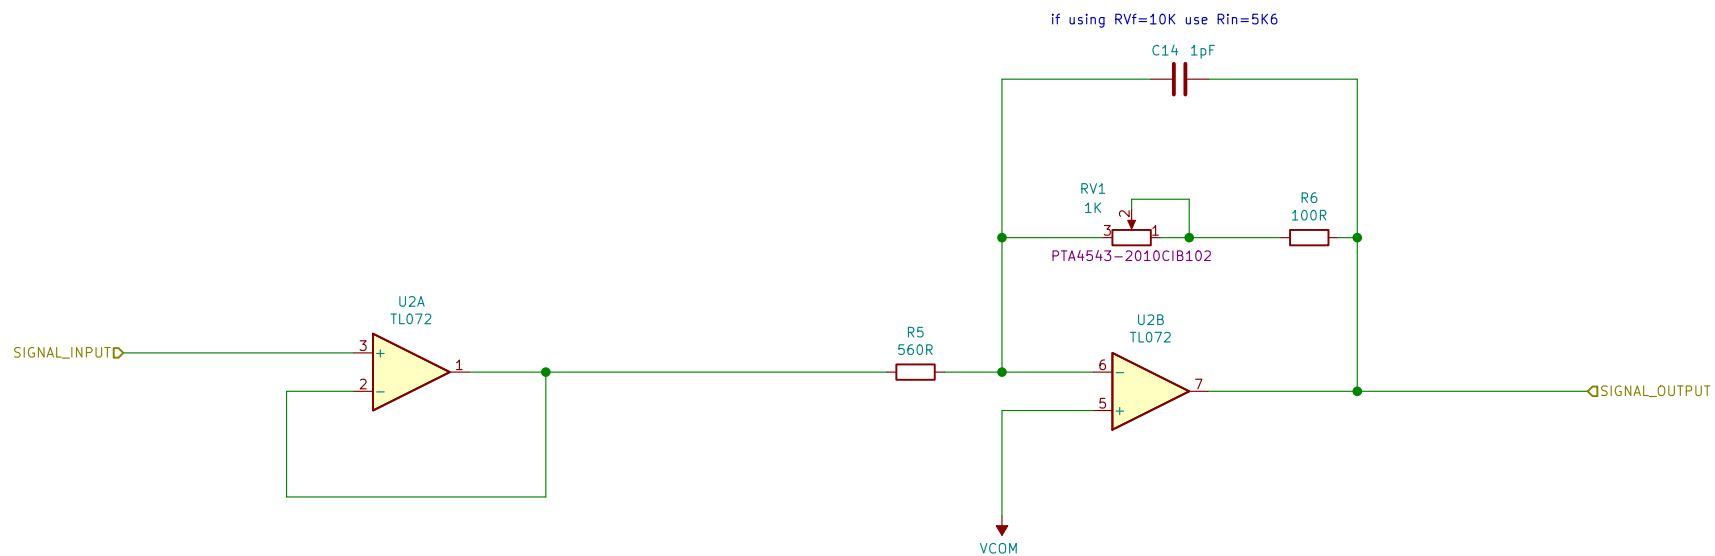 if using RVf=10K use Rin=5K6
C14 1pF
RV1
1K
2
3
1
PTA4543-2010CIB102
R6
100R
U2A
TL072
SIGNAL_INPUT
3
+
2
−
1
R5
560R
U2B
TL072
6
−
5
+
7
SIGNAL_OUTPUT
VCOM